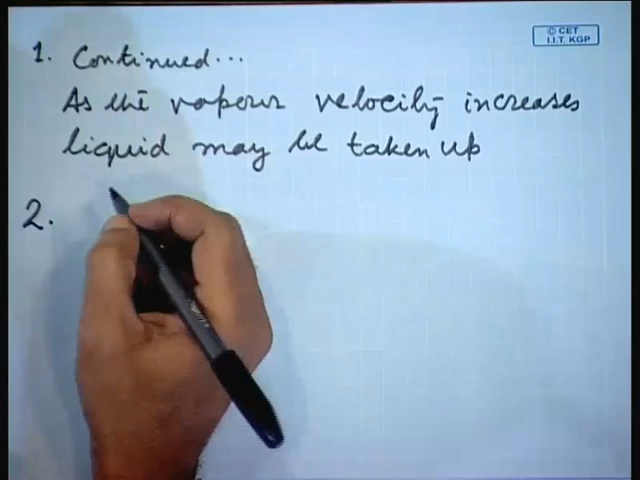 © CET
I.I.T. KGP
1. Continued...
As the vapour velocity increases
liquid may be taken up
2.